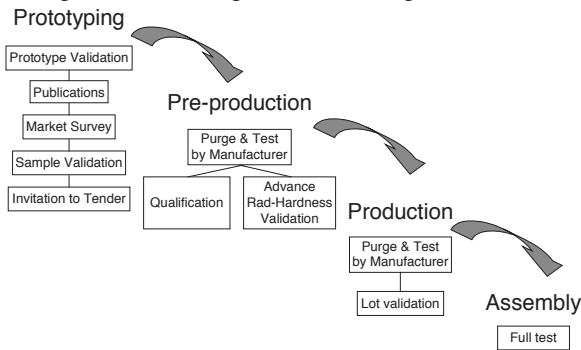 Prototyping
Prototype Validation
Publications
Market Survey
Sample Validation
Invitation to Tender
Pre-production
Purge & Test
by Manufacturer
Qualification
Advance
Rad-Hardness
Validation
Production
Purge & Test
by Manufacturer
Lot validation
Assembly
Full test